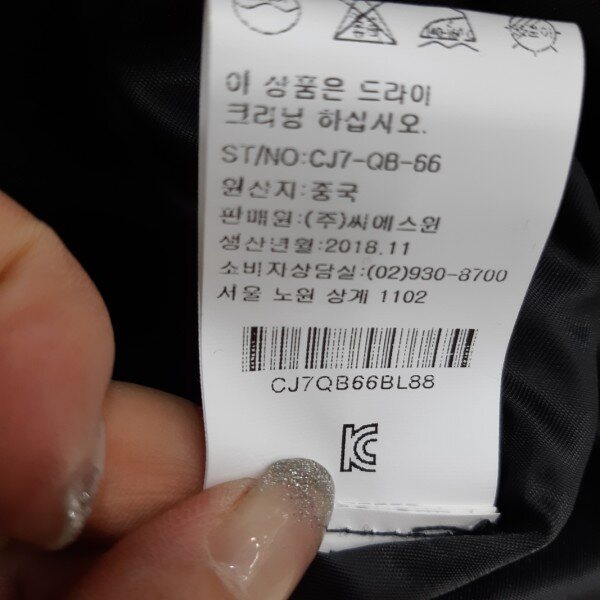 이 상품은 드라이
크리닝 하십시오.
ST/NO:CJ7-QB-66
원산지:중국
판매원:(주)씨에스윈
생산년월:2018.11
소비자상담실:(02)930-8700
서울 노원 상계 1102
CJ7QB66BL88